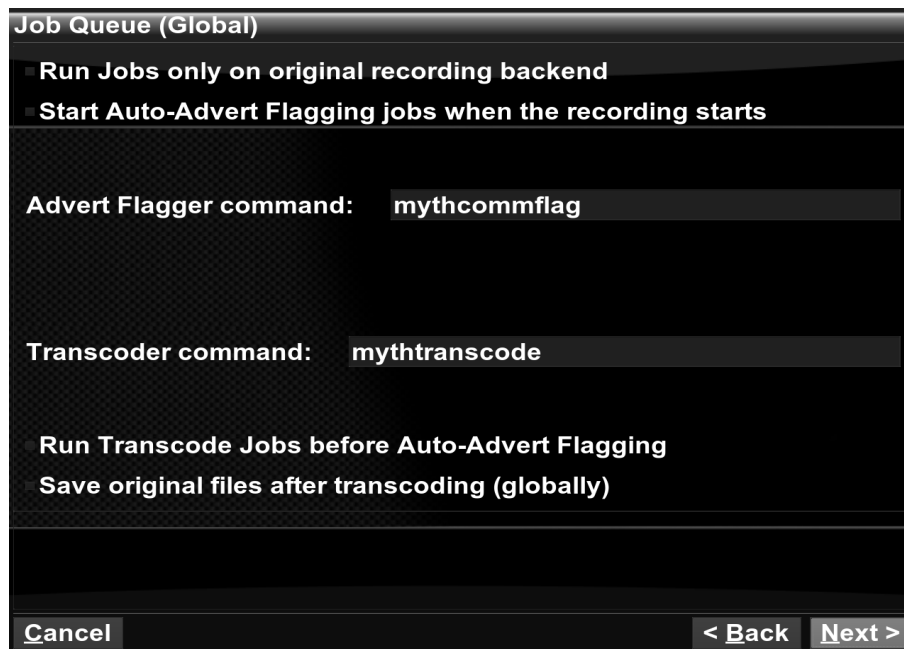 Job Queue (Global)
Run Jobs only on original recording backend
Start Auto-Advert Flagging jobs when the recording starts
Advert Flagger command: mythcommflag
Transcoder command: mythtranscode
Run Transcode Jobs before Auto-Advert Flagging
Save original files after transcoding (globally)
Cancel < Back Next >